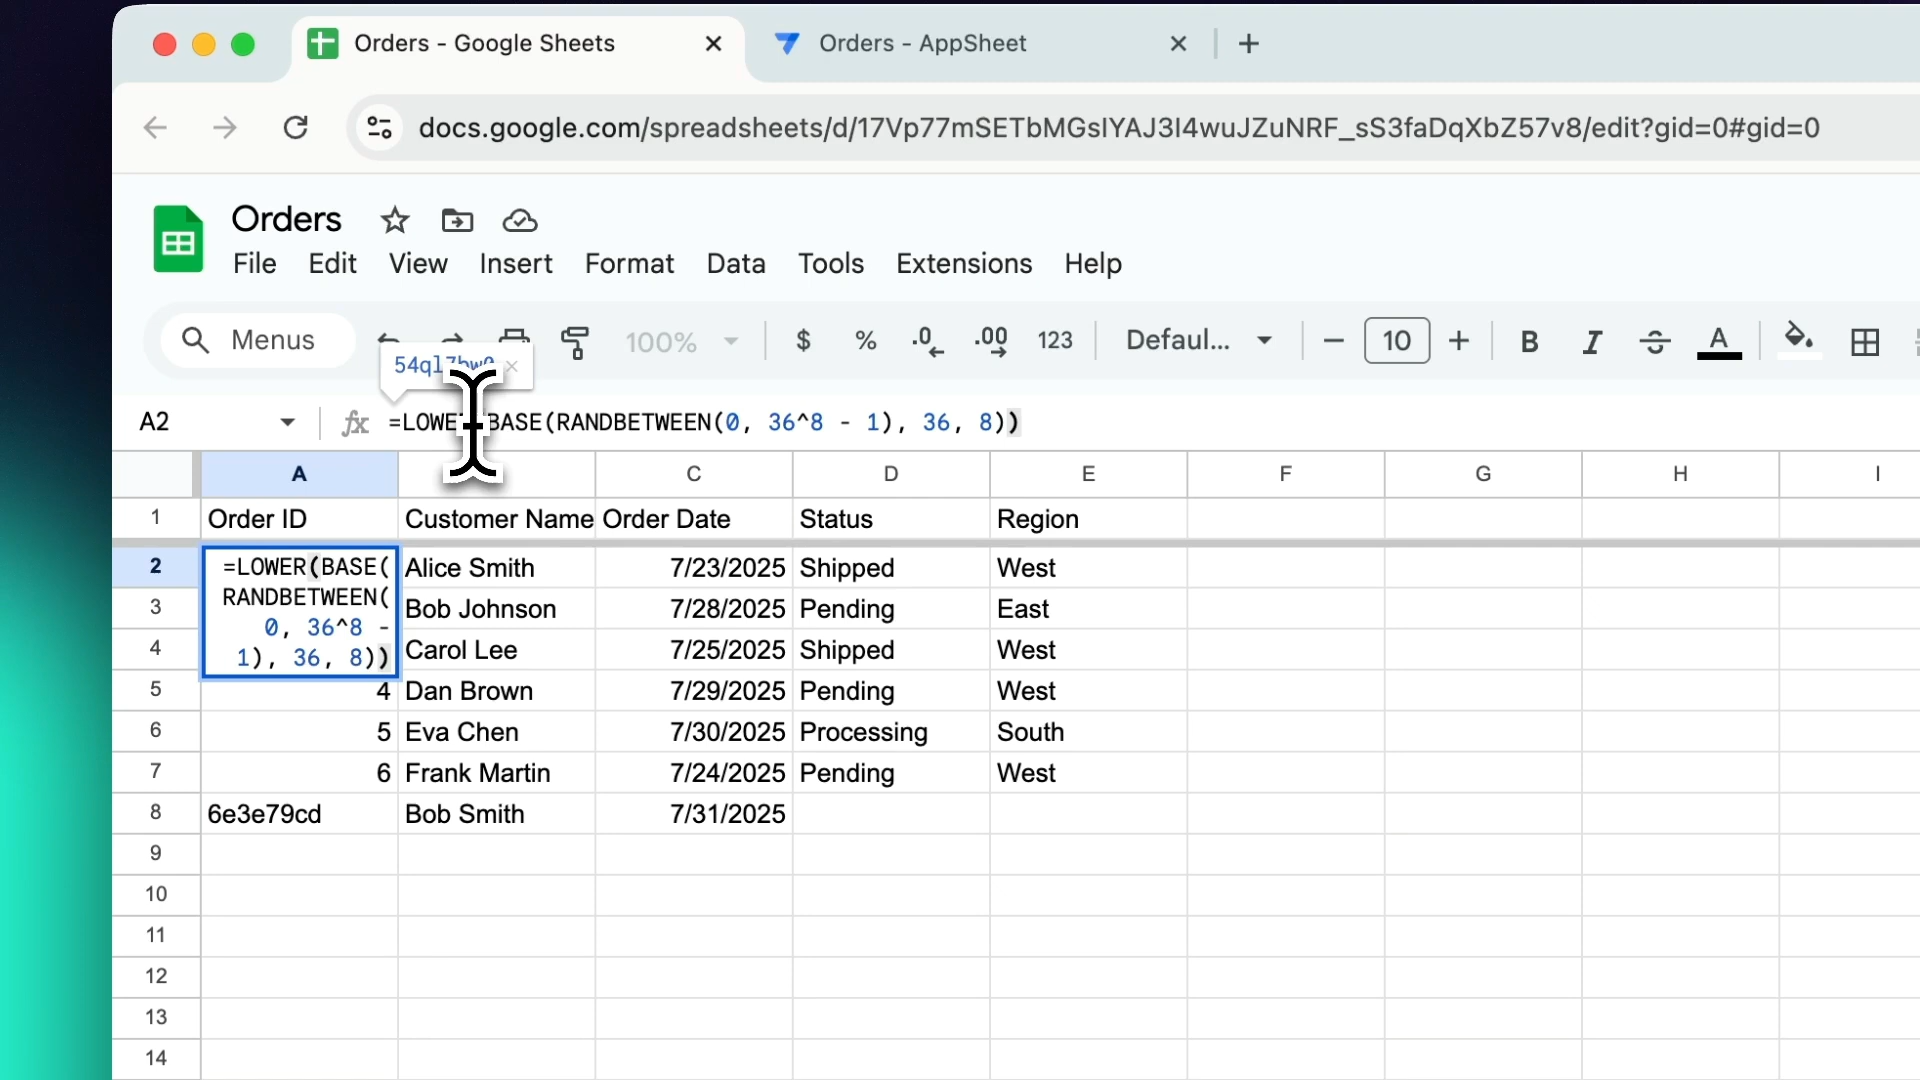 Orders - Google Sheets
Orders - AppSheet
docs.google.com/spreadsheets/d/17Vp77mSETbMGsIYAJ3I4wuJZuNRF_sS3faDqXbZ57v8/edit?gid=0#gid=0
Orders
File Edit View Insert Format Data Tools Extensions Help
Menus 100% $ % .0 .00 123 Defaul... 10 B I A
A2 fx =LOWE BASE(RANDBETWEEN(0, 36^8 - 1), 36, 8))
A C D E F G H I
1 Order ID Customer Name Order Date Status Region
2 =LOWER(BASE( Alice Smith 7/23/2025 Shipped West
RANDBETWEEN(
3 Bob Johnson 7/28/2025 Pending East
0, 36^8 -
4 Carol Lee 7/25/2025 Shipped West
1), 36, 8))
5 4 Dan Brown 7/29/2025 Pending West
6 5 Eva Chen 7/30/2025 Processing South
7 6 Frank Martin 7/24/2025 Pending West
8 6e3e79cd Bob Smith 7/31/2025
9
10
11
12
13
14